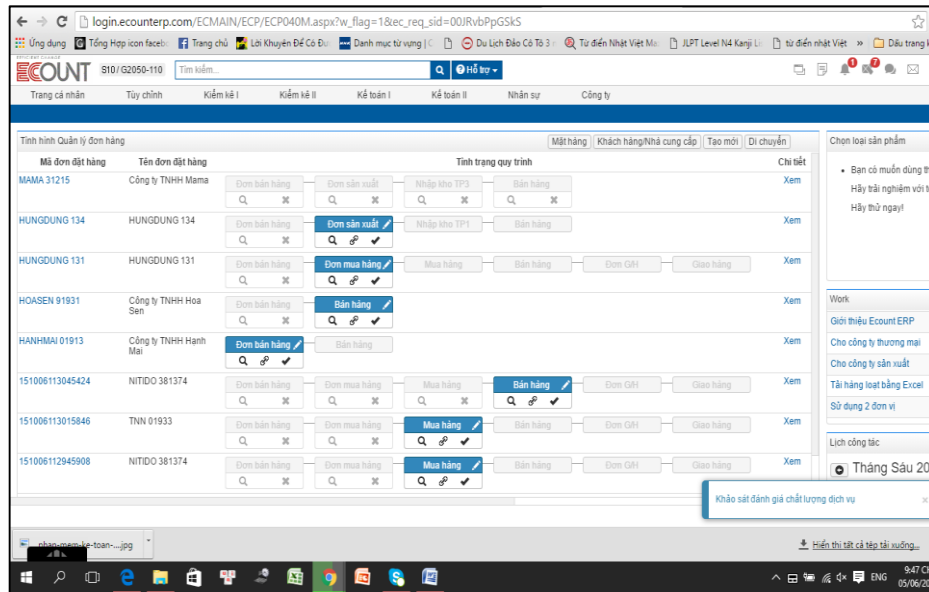 login.ecounterp.com/ECMAIN/ECP/ECP040M.aspx?w_flag=1&ec_req_sid=00JRvbPpGSkS
Ứng dụng Tổng Hợp icon faceb Trang chủ Lời Khuyên Để Có Đư Danh mục từ vựng | C Du Lịch Đảo Cô Tô 3 Từ điển Nhật Việt Ma JLPT Level N4 Kanji Li từ điển nhật Việt » Dấu trang k
ECOUNT S10 / G2050-110 Tìm kiếm... Hỗ trợ
Trang cá nhân Tùy chỉnh Kiểm kê I Kiểm kê II Kế toán I Kế toán II Nhân sự Công ty
Tình hình Quản lý đơn hàng Mặt hàng Khách hàng/Nhà cung cấp Tạo mới Di chuyển
Mã đơn đặt hàng Tên đơn đặt hàng Tình trạng quy trình Chi tiết
MAMA 31215 Công ty TNHH Mama Đơn bán hàng Đơn sản xuất Nhập kho TP3 Bán hàng Xem
HUNGDUNG 134 HUNGDUNG 134 Đơn bán hàng Đơn sản xuất Nhập kho TP1 Bán hàng Xem
HUNGDUNG 131 HUNGDUNG 131 Đơn bán hàng Đơn mua hàng Mua hàng Bán hàng Đơn G/H Giao hàng Xem
HOASEN 91931 Công ty TNHH Hoa Sen Đơn bán hàng Bán hàng Xem
HANHMAI 01913 Công ty TNHH Hạnh Mai Đơn bán hàng Bán hàng Xem
151006113045424 NITIDO 381374 Đơn bán hàng Đơn mua hàng Mua hàng Bán hàng Đơn G/H Giao hàng Xem
151006113015846 TNN 01933 Đơn bán hàng Đơn mua hàng Mua hàng Bán hàng Đơn G/H Giao hàng Xem
151006112945908 NITIDO 381374 Đơn bán hàng Đơn mua hàng Mua hàng Bán hàng Đơn G/H Giao hàng Xem
Chọn loại sản phẩm
Bạn có muốn dùng th
Hãy trải nghiệm với t
Hãy thử ngay!
Work
Giới thiệu Ecount ERP
Cho công ty thương mại
Cho công ty sản xuất
Tải hàng loạt bằng Excel
Sử dụng 2 đơn vị
Lịch công tác
Tháng Sáu 20
Khảo sát đánh giá chất lượng dịch vụ
phan-mem-ke-toan-....jpg Hiển thị tất cả tệp tải xuống...
ENG 9:47 CH
05/06/20